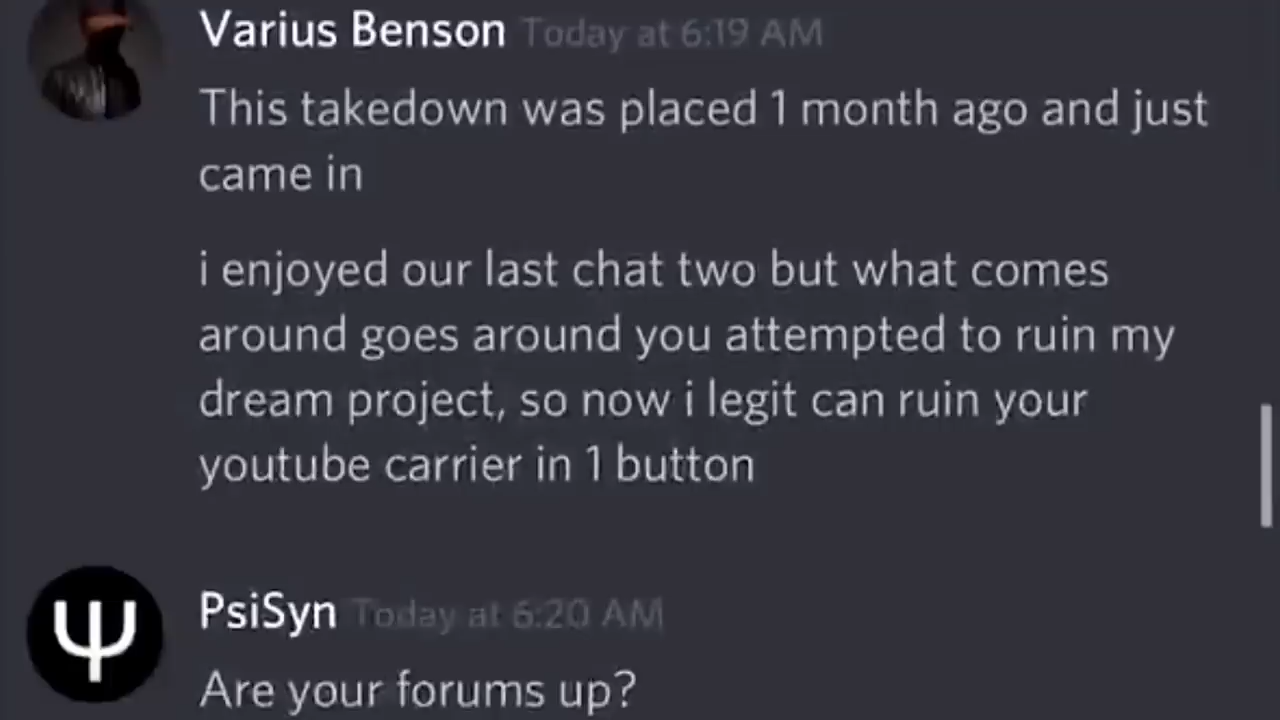 Varius Benson Today at 6:19 AM
This takedown was placed 1 month ago and just
came in
i enjoyed our last chat two but what comes
around goes around you attempted to ruin my
dream project, so now i legit can ruin your
youtube carrier in 1 button
PsiSyn Today at 6:20 AM
Are your forums up?